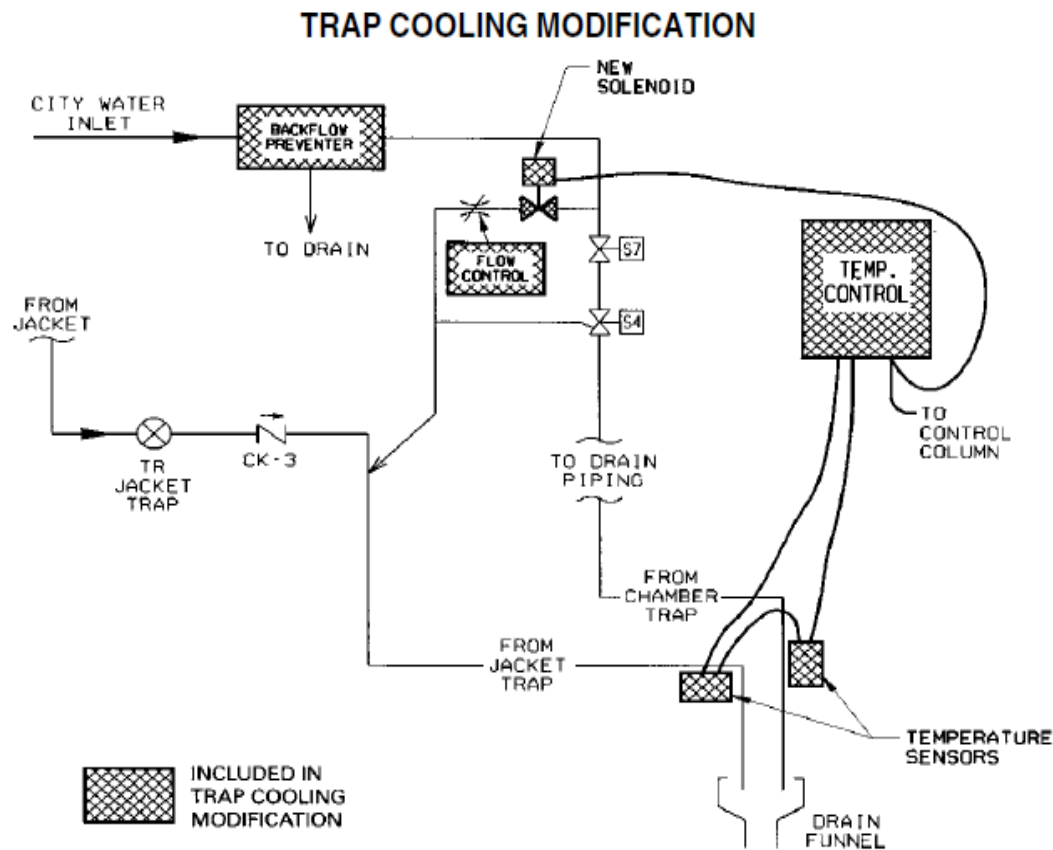 TRAP COOLING MODIFICATION
NEW
SOLENOID
CITY WATER
INLET
BACKFLOW
PREVENTER
TO DRAIN
FLOW
CONTROL
S7
TEMP.
CONTROL
FROM
JACKET
S4
TO
CONTROL
COLUMN
CK-3
TR
JACKET
TRAP
TO DRAIN
PIPING
FROM
CHAMBER
TRAP
FROM
JACKET
TRAP
TEMPERATURE
SENSORS
INCLUDED IN
TRAP COOLING
MODIFICATION
DRAIN
FUNNEL